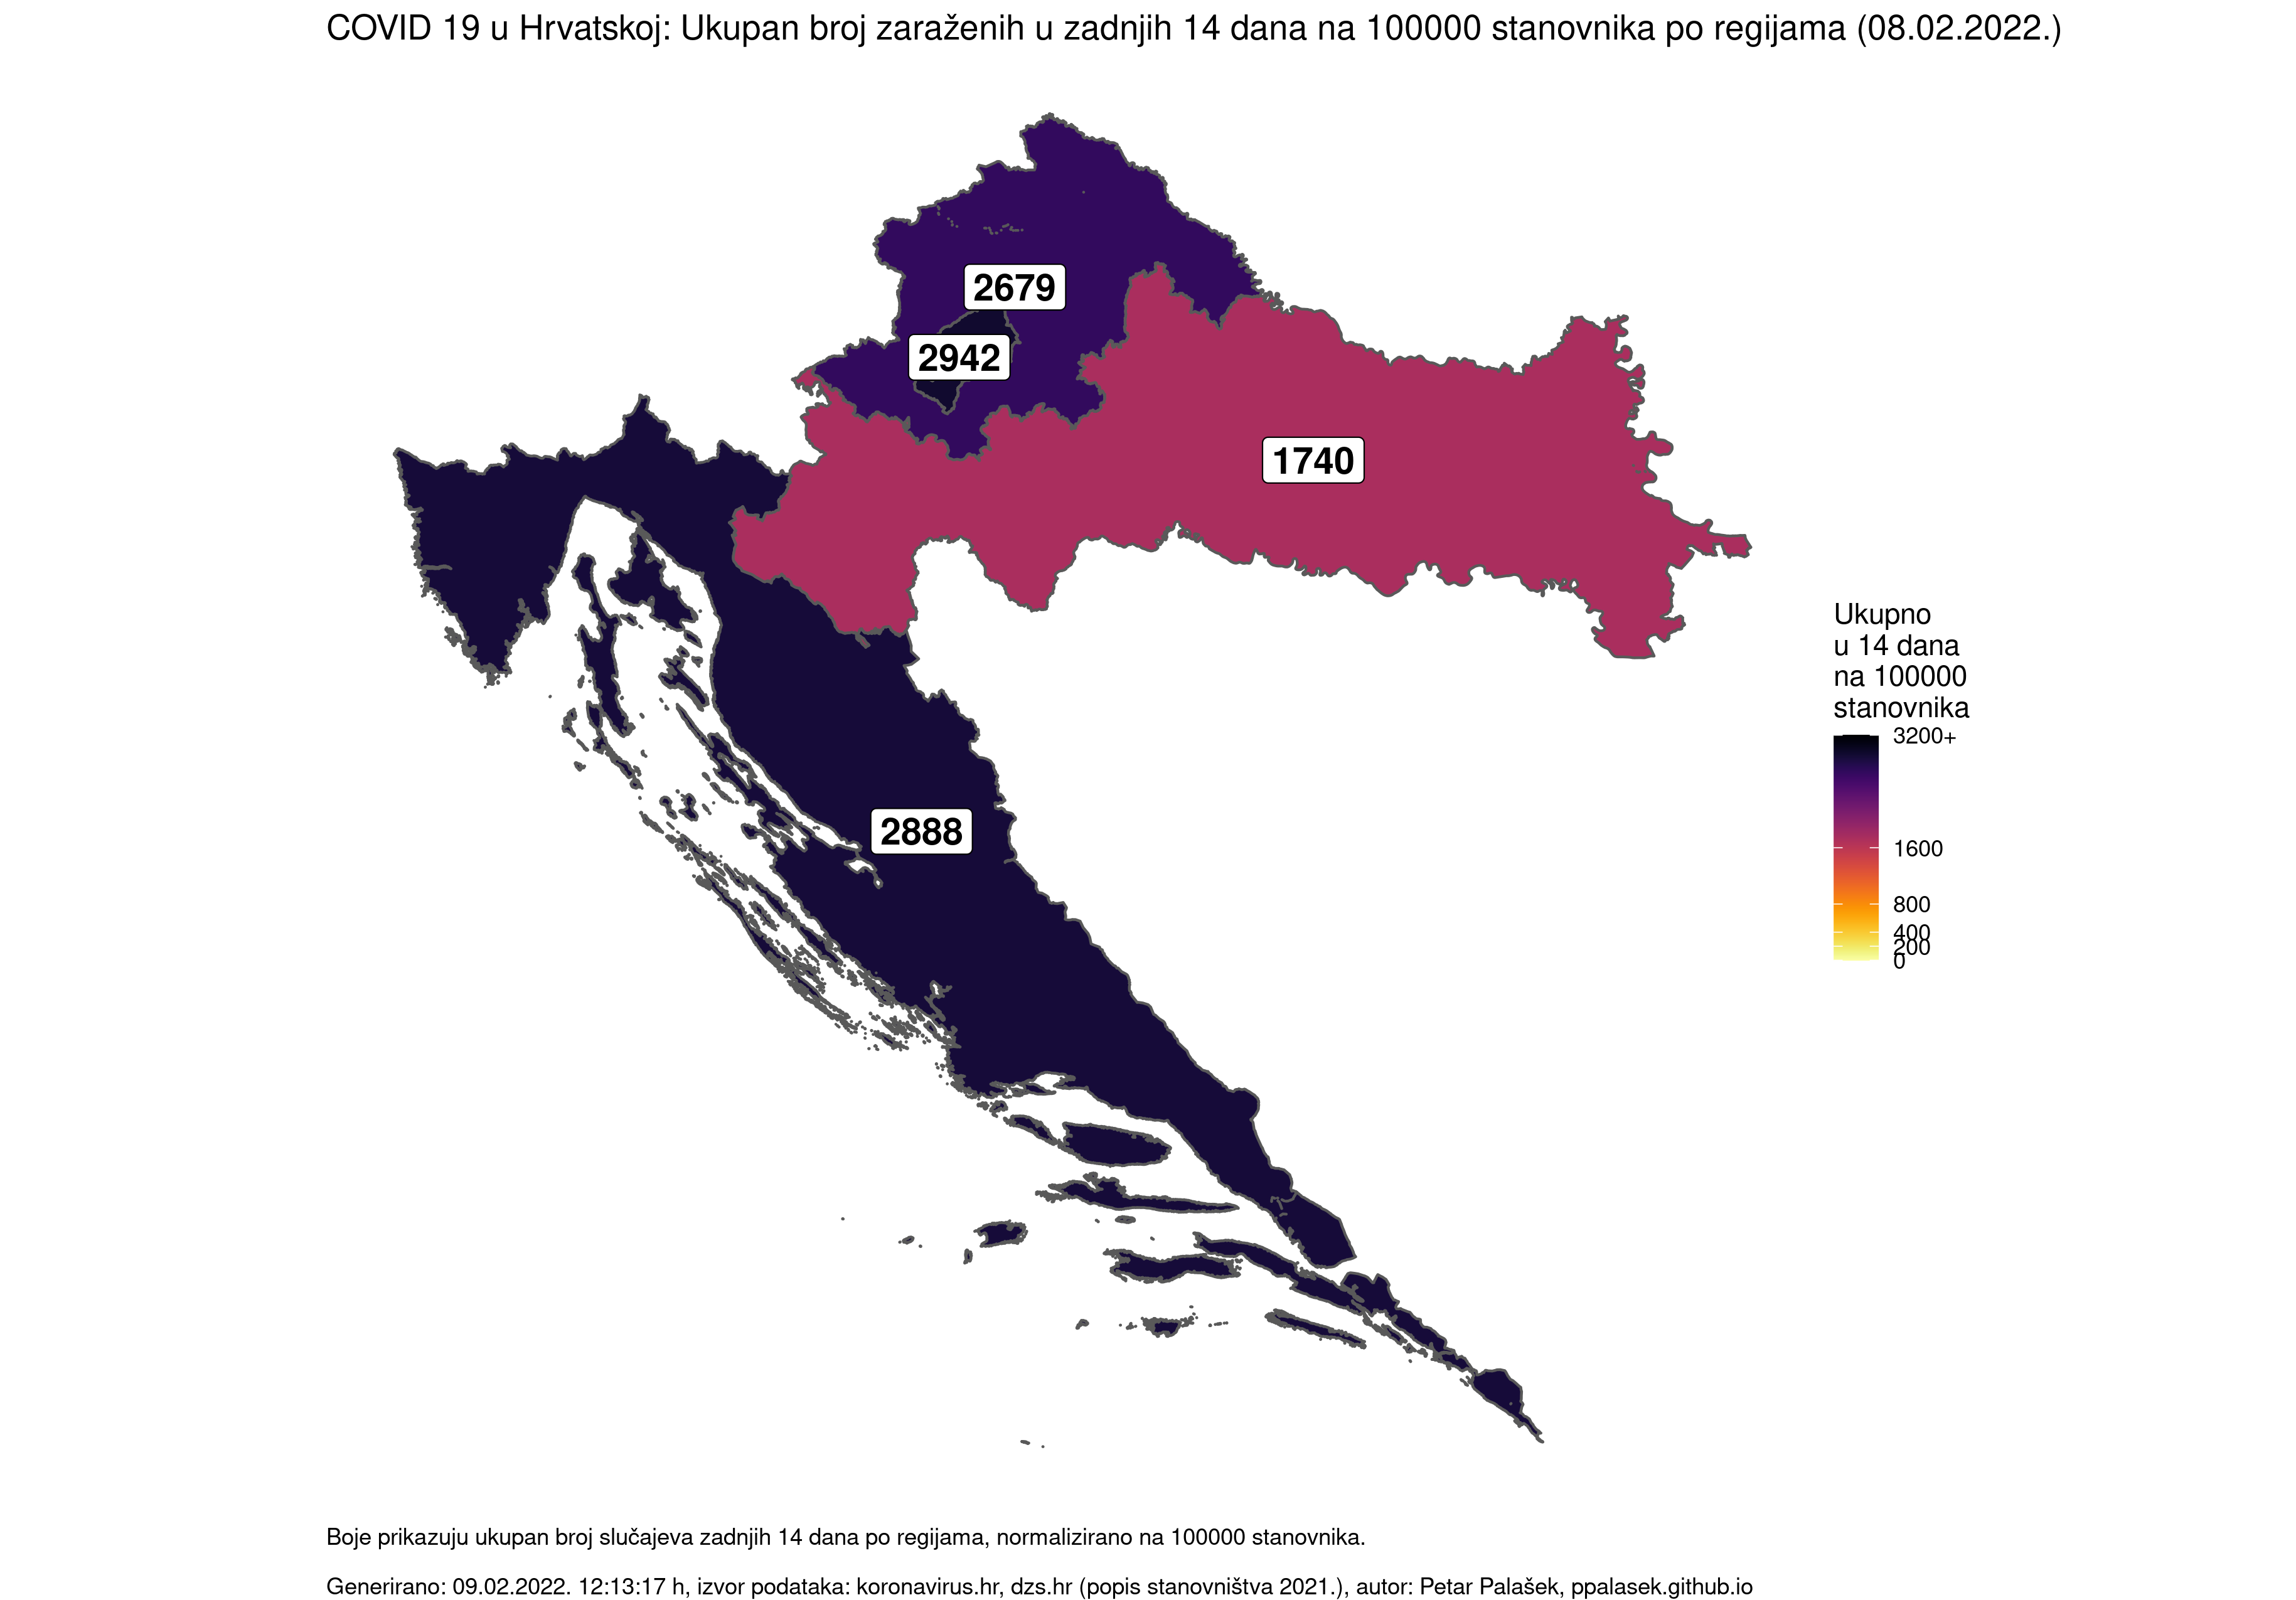 COVID 19 u Hrvatskoj: Ukupan broj zaraženih u zadnjih 14 dana na 100000 stanovnika po regijama (08.02.2022.)
2679
2942
1740
2888
Ukupno
u 14 dana
na 100000
stanovnika
3200+
1600
800
400
200
0
Boje prikazuju ukupan broj slučajeva zadnjih 14 dana po regijama, normalizirano na 100000 stanovnika.
Generirano: 09.02.2022. 12:13:17 h, izvor podataka: koronavirus.hr, dzs.hr (popis stanovništva 2021.), autor: Petar Palašek, ppalasek.github.io